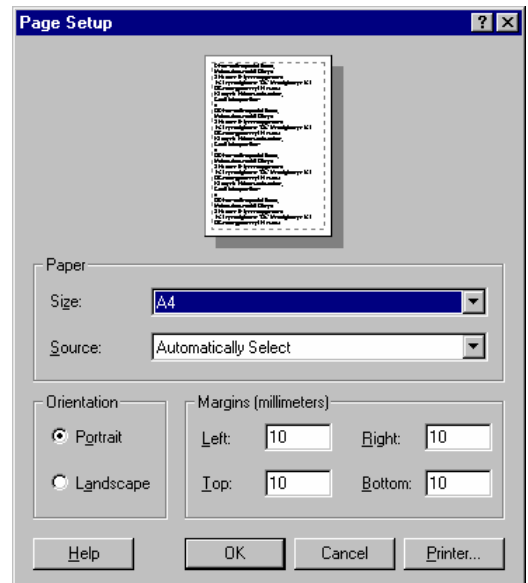 Page Setup
Paper
Size: A4
Source: Automatically Select
Orientation
Portrait
Landscape
Margins (millimeters)
Left: 10 Right: 10
Top: 10 Bottom: 10
Help OK Cancel Printer...